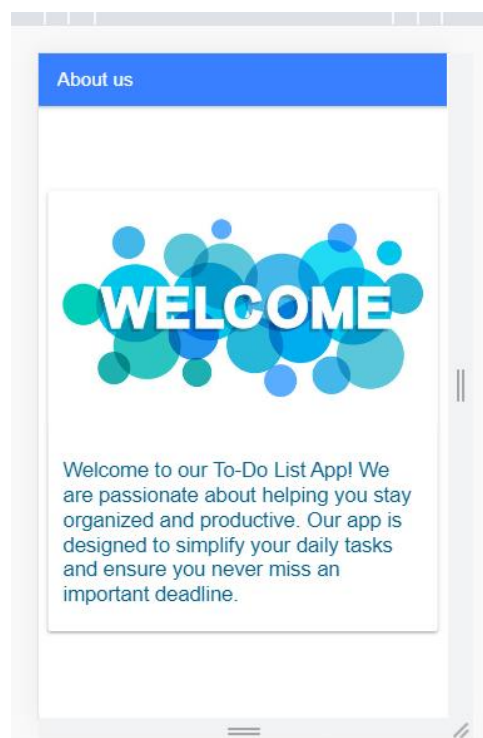 About us
WELCOME
Welcome to our To-Do List App! We
are passionate about helping you stay
organized and productive. Our app is
designed to simplify your daily tasks
and ensure you never miss an
important deadline.